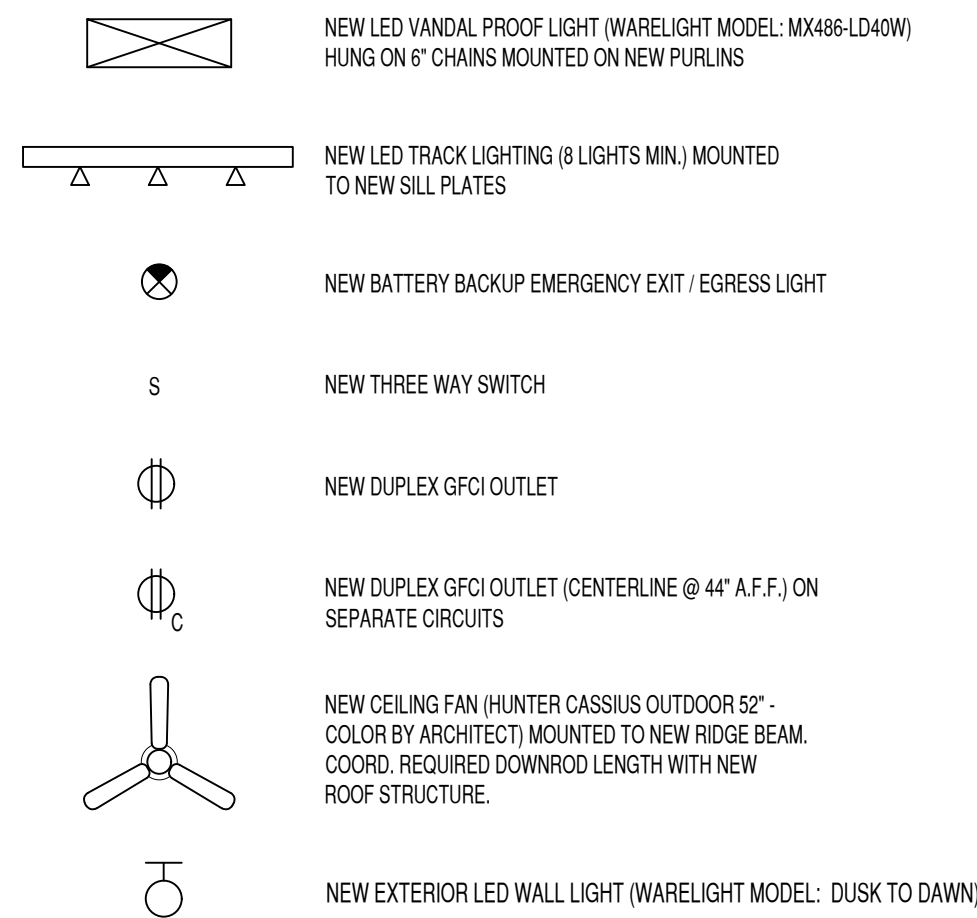 NEW LED VANDAL PROOF LIGHT (WARELIGHT MODEL: MX486-LD40W)
HUNG ON 6" CHAINS MOUNTED ON NEW PURLINS
NEW LED TRACK LIGHTING (8 LIGHTS MIN.) MOUNTED
TO NEW SILL PLATES
NEW BATTERY BACKUP EMERGENCY EXIT / EGRESS LIGHT
S
NEW THREE WAY SWITCH
NEW DUPLEX GFCI OUTLET
C
NEW DUPLEX GFCI OUTLET (CENTERLINE @ 44" A.F.F.) ON
SEPARATE CIRCUITS
NEW CEILING FAN (HUNTER CASSIUS OUTDOOR 52" -
COLOR BY ARCHITECT) MOUNTED TO NEW RIDGE BEAM.
COORD. REQUIRED DOWNROD LENGTH WITH NEW
ROOF STRUCTURE.
NEW EXTERIOR LED WALL LIGHT (WARELIGHT MODEL: DUSK TO DAWN)